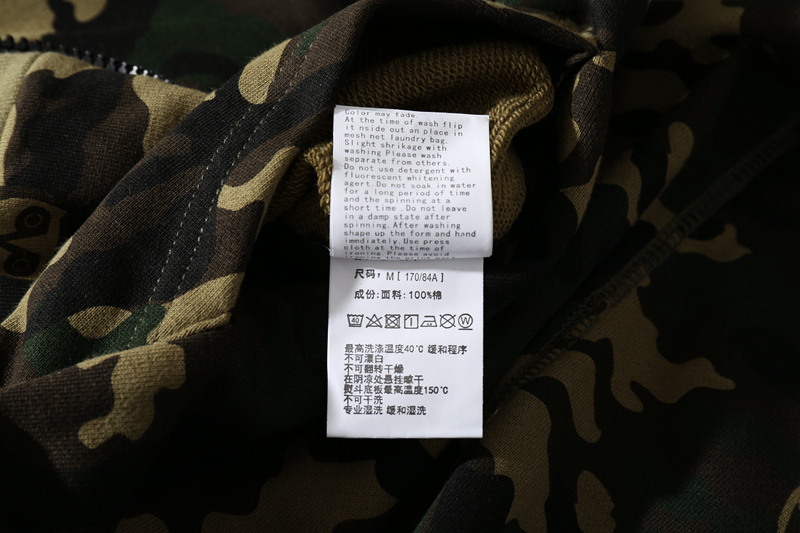 Color may fade.
At the time of wash flip
it nside out an place in
mesh net laundry bag.
Slight shrikage with
washing Please wash
separate from others.
Do not use detergent with
fluorescent whitening
agert. Do not soak in water
for a long period of time
and the spinning at a
short time. Do not leave
in a damp state after
spinning. After washing
shape up the form and hand
immediately. Use press
cloth at the time of
ironing. Please avoid
尺码: M [ 170/84A ]
成份: 面料: 100%棉
40 W
最高洗涤温度40℃ 缓和程序
不可漂白
不可翻转干燥
在阴凉处悬挂晾干
熨斗底板最高温度150℃
不可干洗
专业湿洗 缓和湿洗